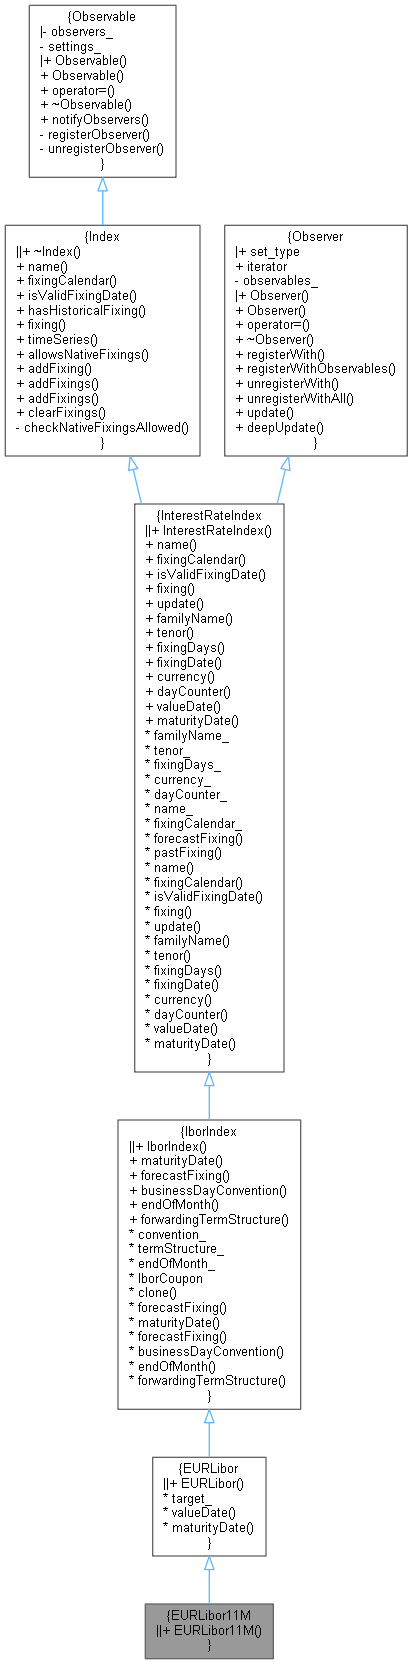 {Observable
|- observers_
- settings_
|+ Observable()
+ Observable()
+ operator=()
+ ~Observable()
+ notifyObservers()
- registerObserver()
- unregisterObserver()
}
{Index
||+ ~Index()
+ name()
+ fixingCalendar()
+ isValidFixingDate()
+ hasHistoricalFixing()
+ fixing()
+ timeSeries()
+ allowsNativeFixings()
+ addFixing()
+ addFixings()
+ addFixings()
+ clearFixings()
- checkNativeFixingsAllowed()
}
{Observer
|+ set_type
+ iterator
- observables_
|+ Observer()
+ Observer()
+ operator=()
+ ~Observer()
+ registerWith()
+ registerWithObservables()
+ unregisterWith()
+ unregisterWithAll()
+ update()
+ deepUpdate()
}
{InterestRateIndex
||+ InterestRateIndex()
+ name()
+ fixingCalendar()
+ isValidFixingDate()
+ fixing()
+ update()
+ familyName()
+ tenor()
+ fixingDays()
+ fixingDate()
+ currency()
+ dayCounter()
+ valueDate()
+ maturityDate()
* familyName_
* tenor_
* fixingDays_
* currency_
* dayCounter_
* name_
* fixingCalendar_
* forecastFixing()
* pastFixing()
* name()
* fixingCalendar()
* isValidFixingDate()
* fixing()
* update()
* familyName()
* tenor()
* fixingDays()
* fixingDate()
* currency()
* dayCounter()
* valueDate()
* maturityDate()
}
{IborIndex
||+ IborIndex()
+ maturityDate()
+ forecastFixing()
+ businessDayConvention()
+ endOfMonth()
+ forwardingTermStructure()
* convention_
* termStructure_
* endOfMonth_
* IborCoupon
* clone()
* forecastFixing()
* maturityDate()
* forecastFixing()
* businessDayConvention()
* endOfMonth()
* forwardingTermStructure()
}
{EURLibor
||+ EURLibor()
* target_
* valueDate()
* maturityDate()
}
{EURLibor11M
||+ EURLibor11M()
}